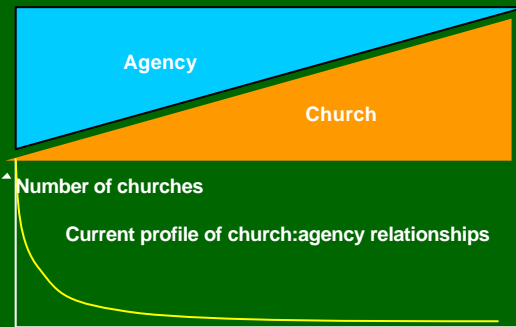 Agency
Church
Number of churches
Current profile of church:agency relationships